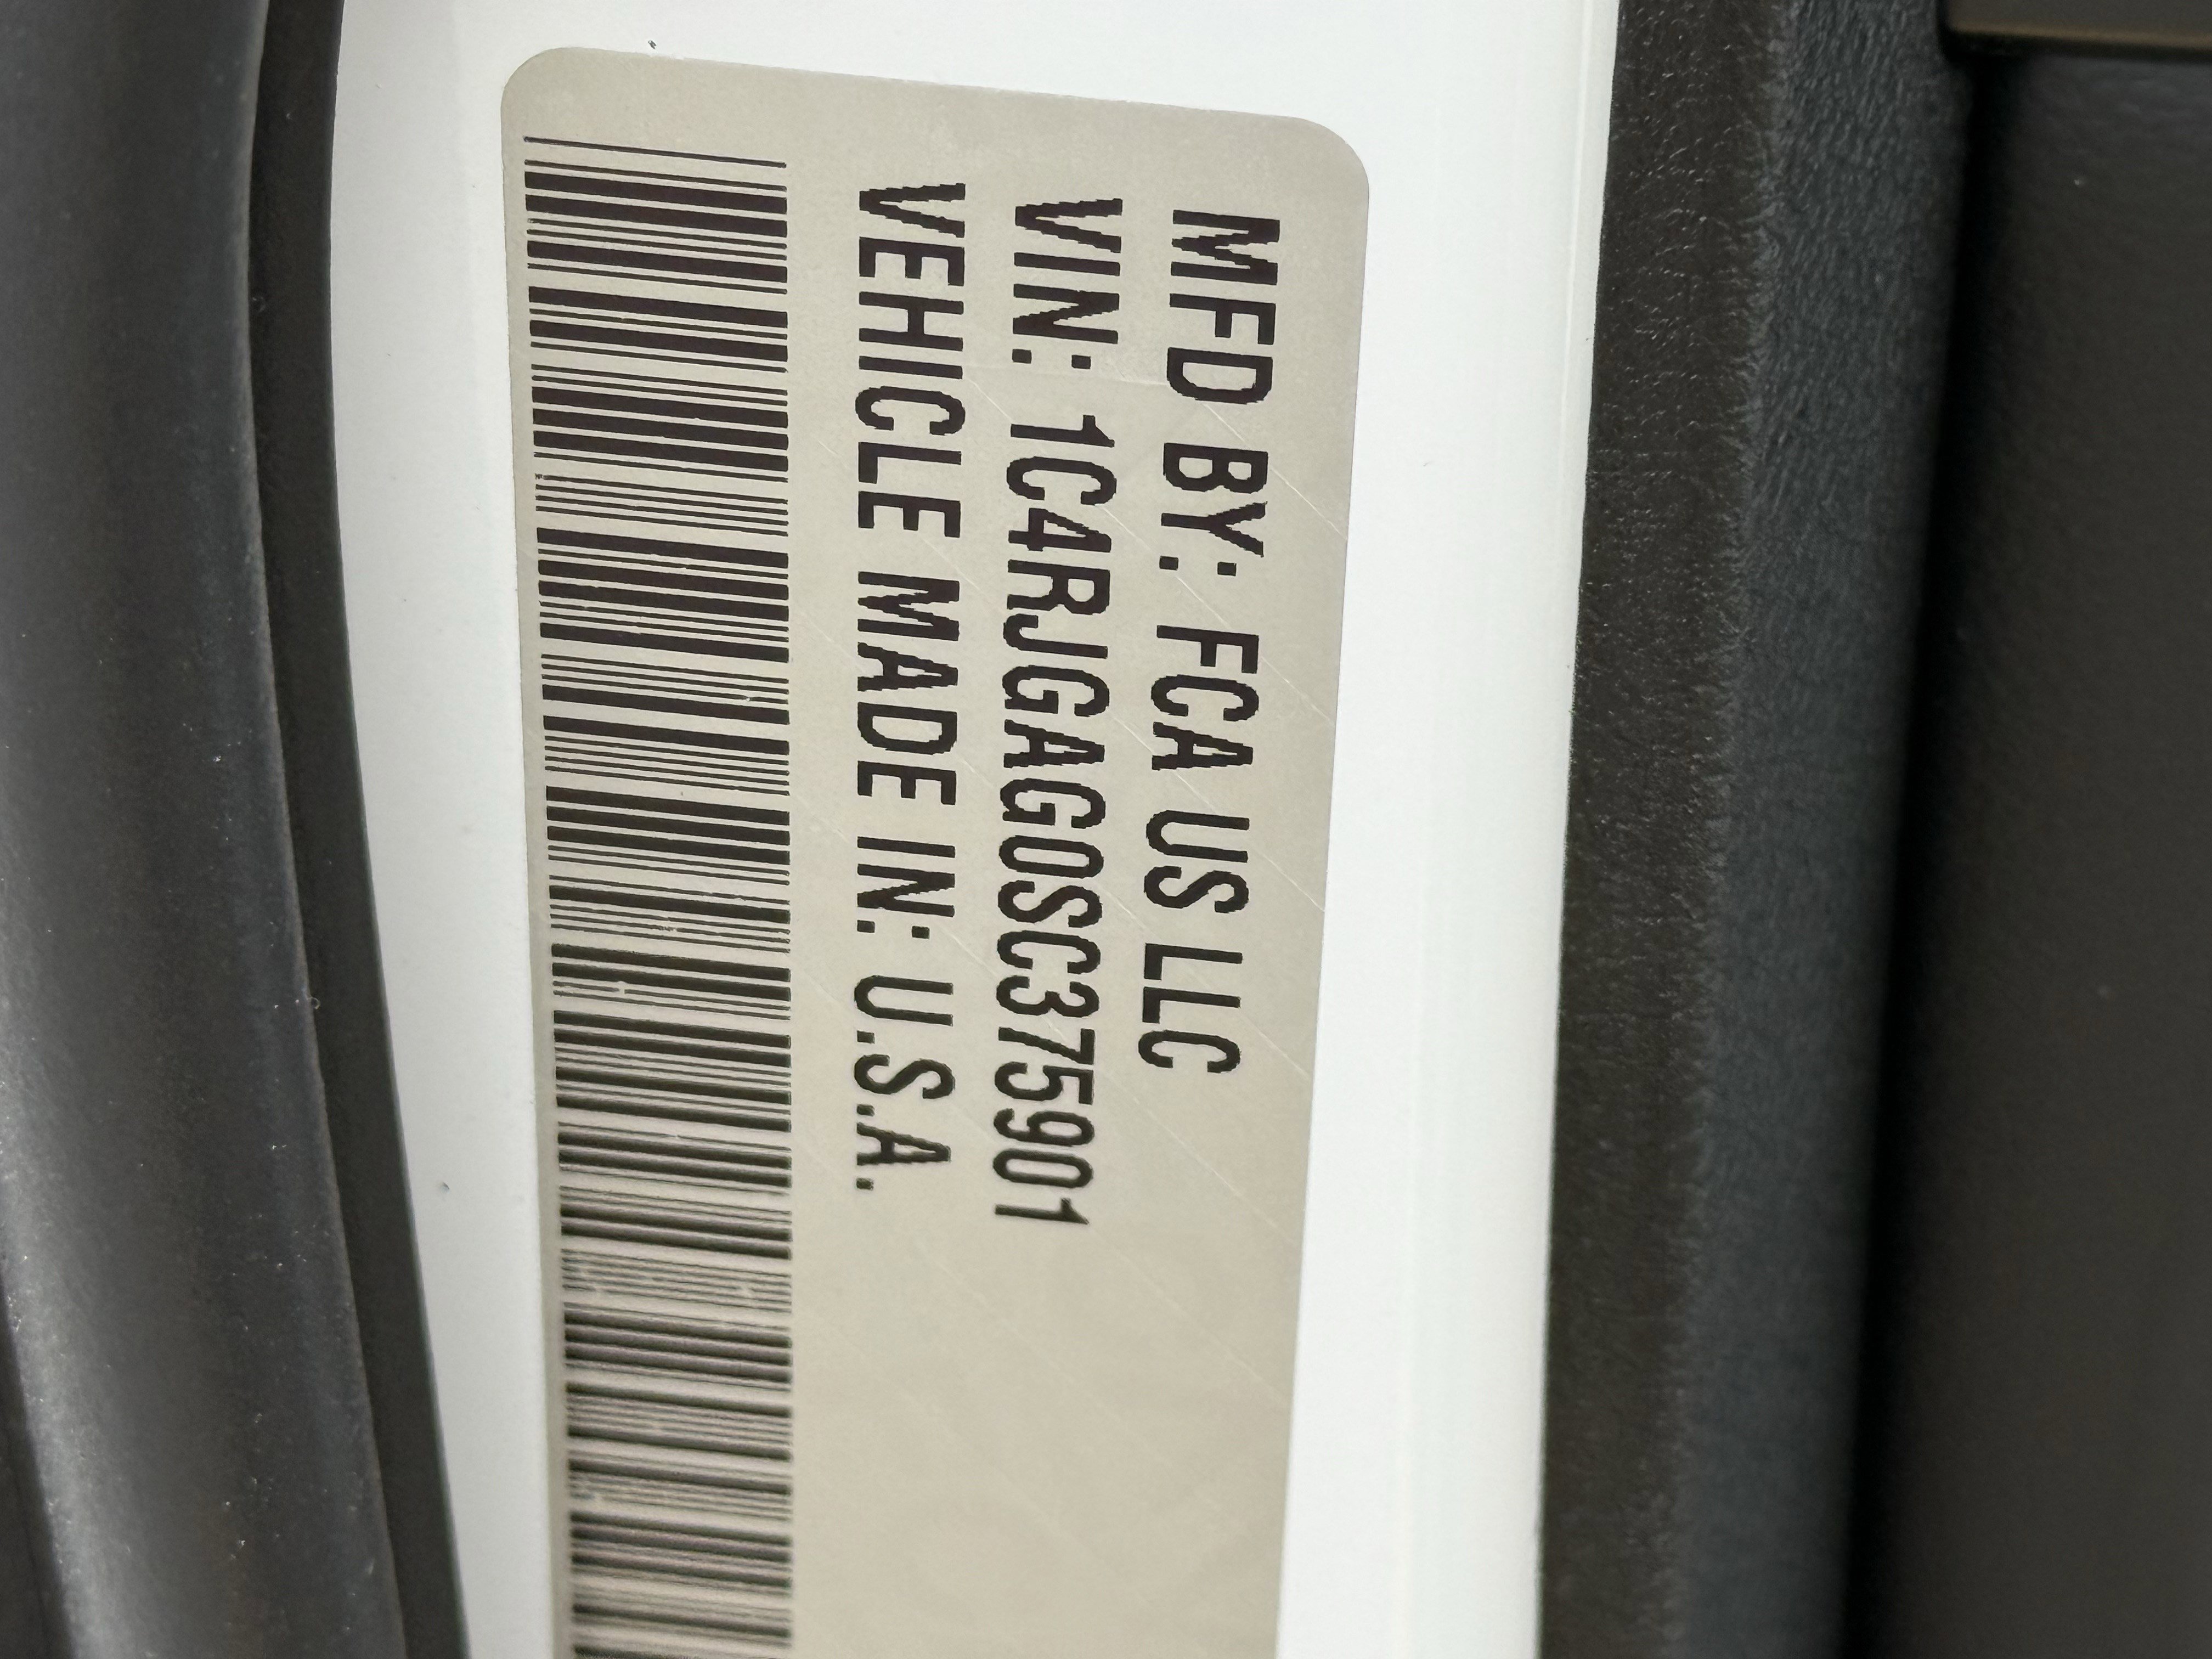 MFD BY: FCA US LLC
VIN: 1C4RJGAG0SC375901
VEHICLE MADE IN: U.S.A.